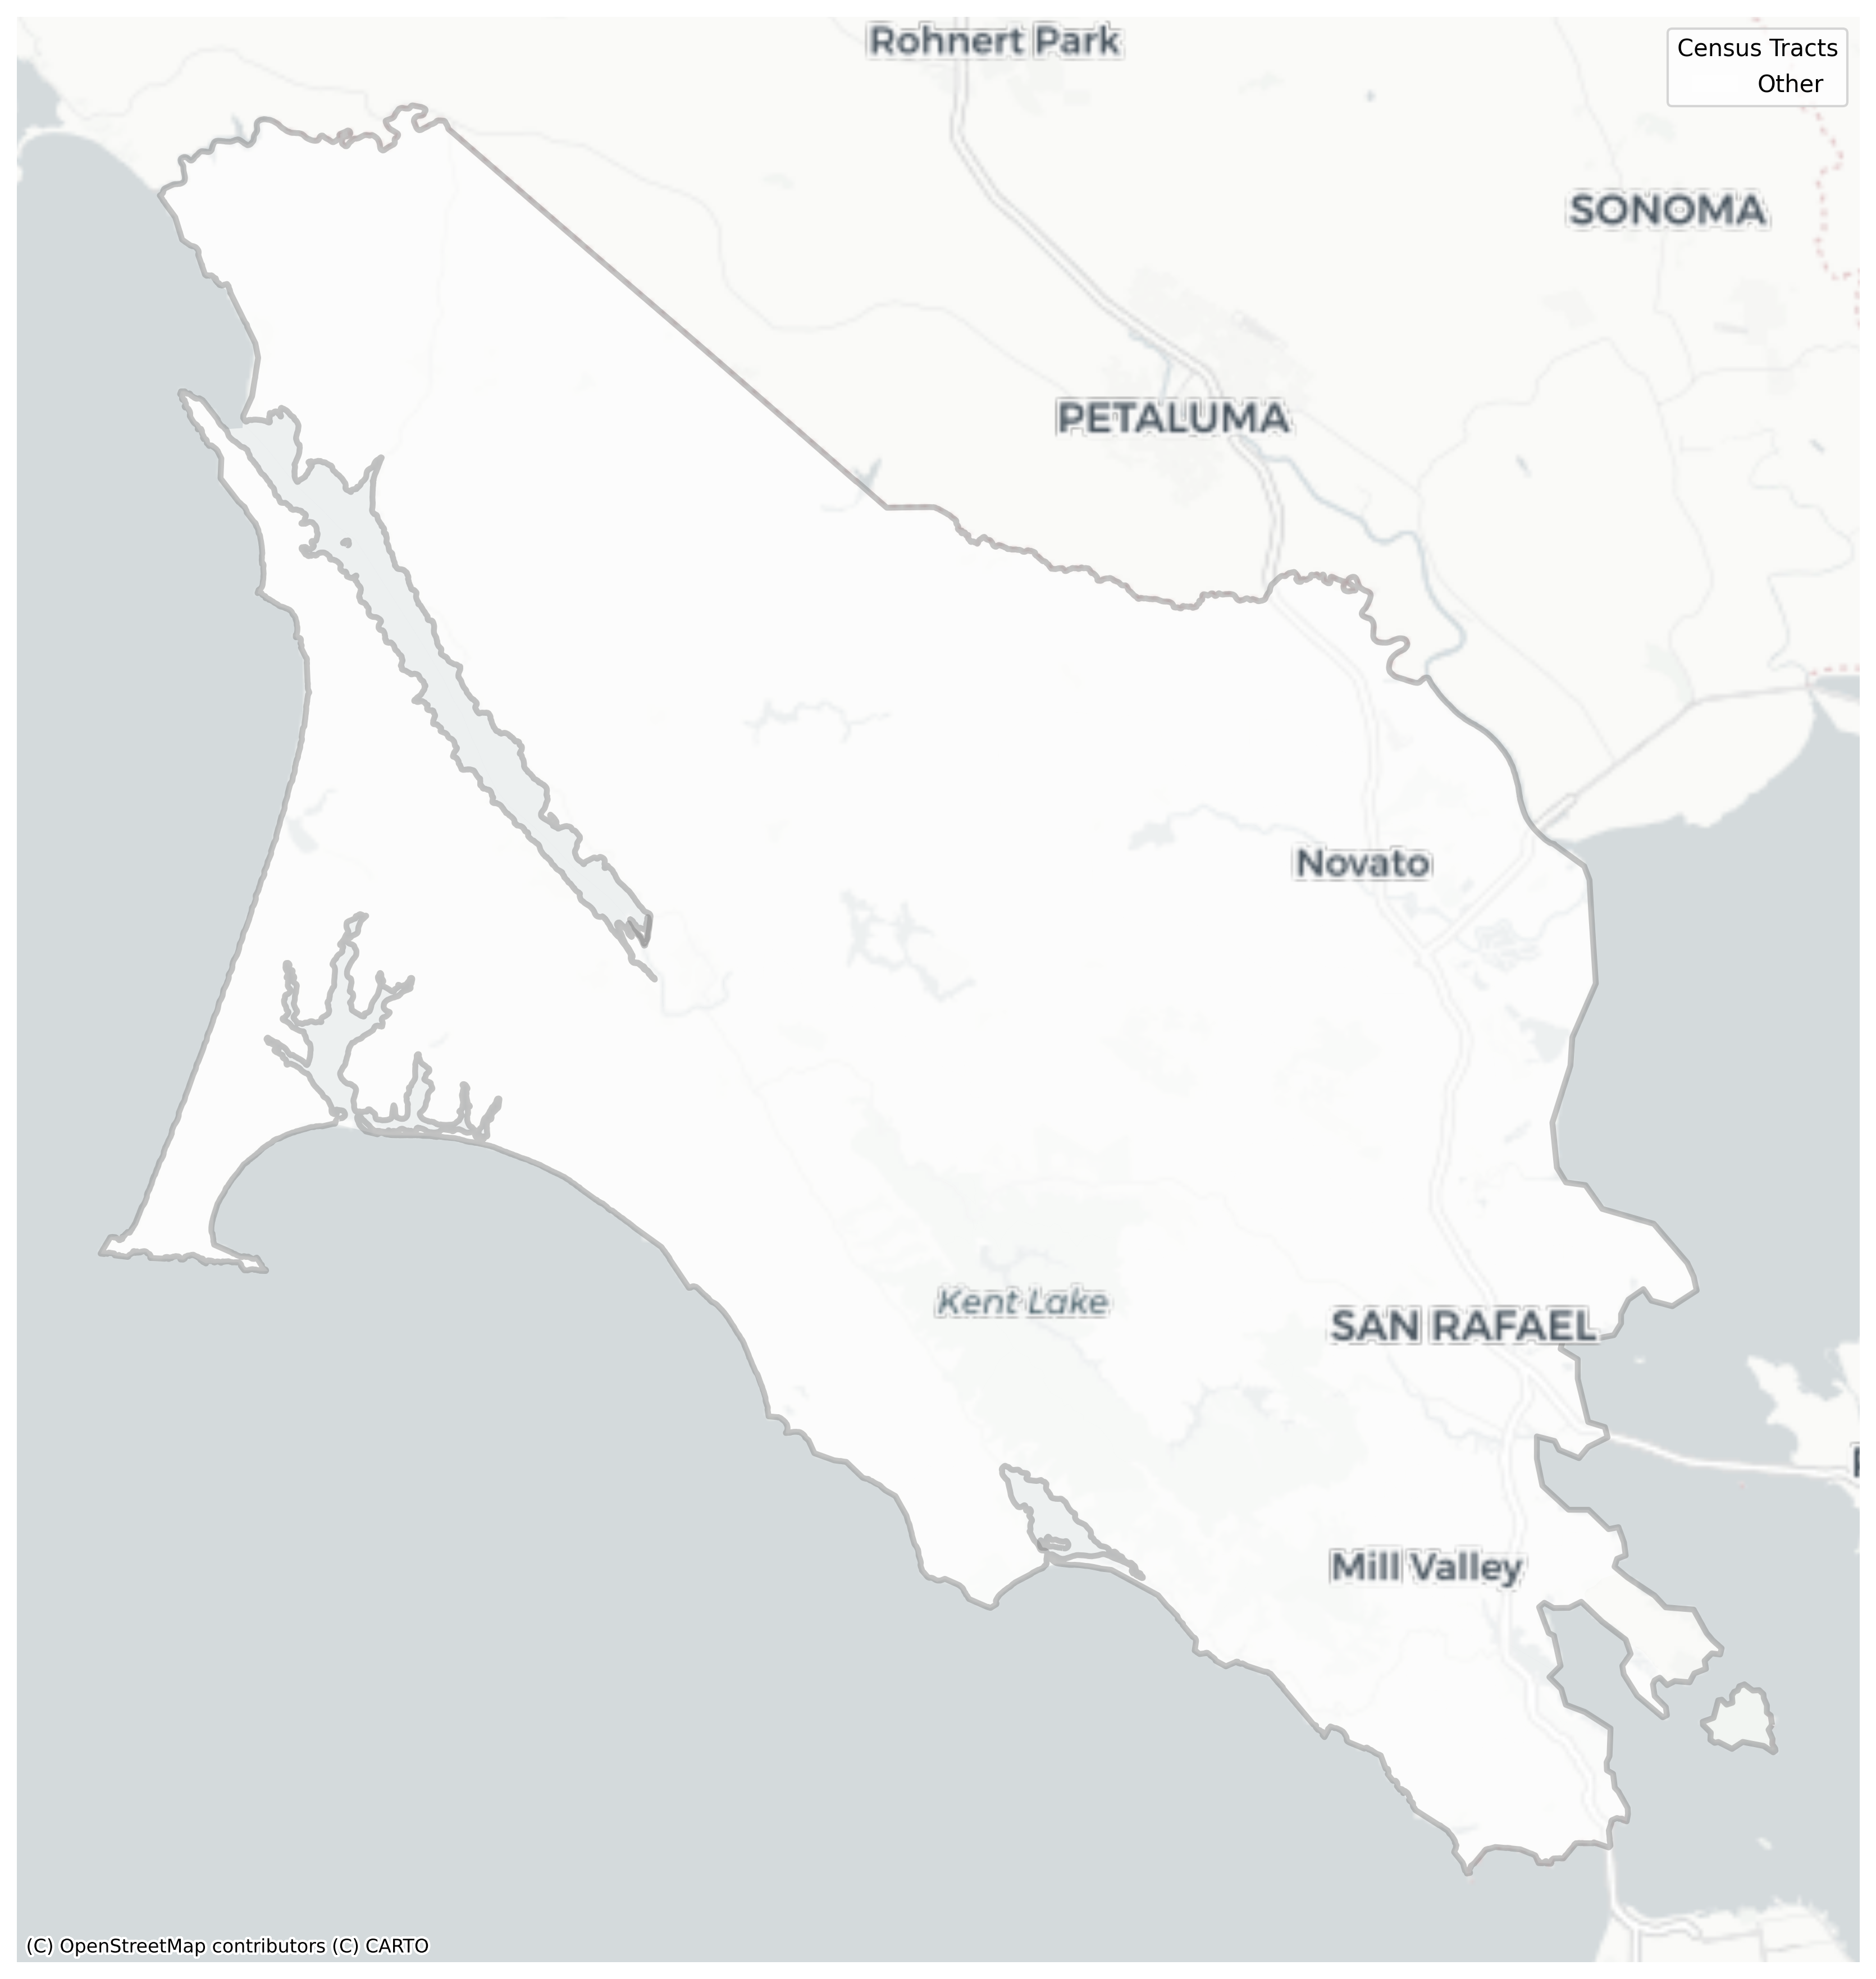 Rohnert Park
Census Tracts
Other
SONOMA
PETALUMA
Novato
Kent Lake
SAN RAFAEL
Mill Valley
(C) OpenStreetMap contributors (C) CARTO